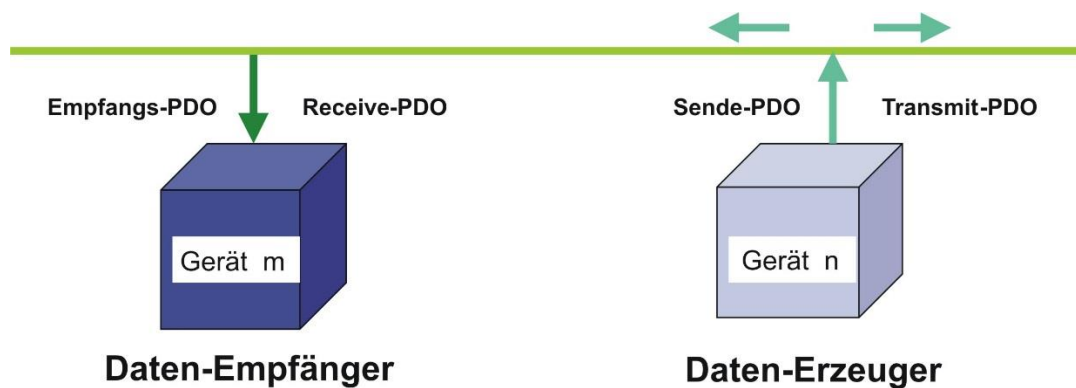 Empfangs-PDO Receive-PDO Sende-PDO Transmit-PDO
Gerät m Gerät n
Daten-Empfänger Daten-Erzeuger